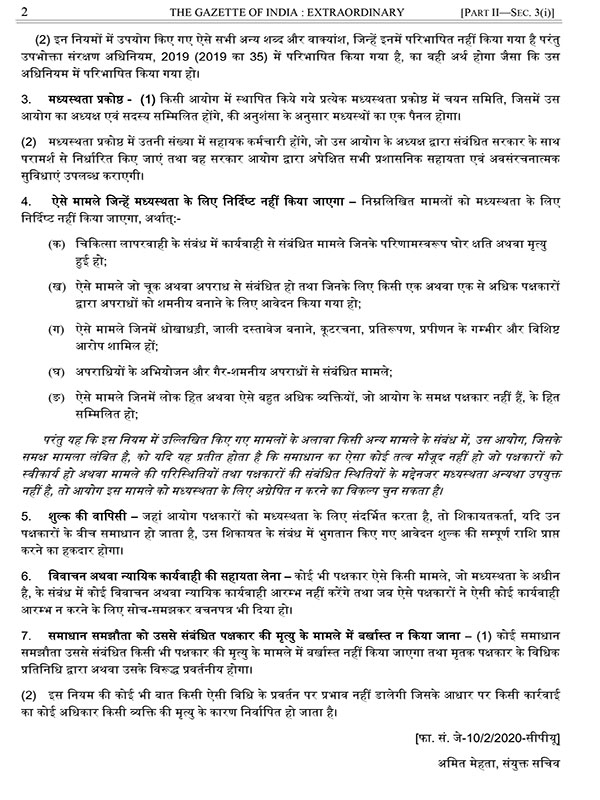 2 THE GAZETTE OF INDIA : EXTRAORDINARY [PART II—SEC. 3(i)]
(2) इन नियमों में उपयोग किए गए ऐसे सभी अन्य शब्द और वाक्यांश, जिन्हें इनमें परिभाषित नहीं किया गया है परंतु
उपभोक्ता संरक्षण अधिनियम, 2019 (2019 का 35) में परिभाषित किया गया है, का वही अर्थ होगा जैसा कि उस
अधिनियम में परिभाषित किया गया हो।
3. मध्यस्थता प्रकोष्ठ - (1) किसी आयोग में स्थापित किये गये प्रत्येक मध्यस्थता प्रकोष्ठ में चयन समिति, जिसमें उस
आयोग का अध्यक्ष एवं सदस्य सम्मिलित होंगे, की अनुशंसा के अनुसार मध्यस्थों का एक पैनल होगा।
(2) मध्यस्थता प्रकोष्ठ में उतनी संख्या में सहायक कर्मचारी होंगे, जो उस आयोग के अध्यक्ष द्वारा संबंधित सरकार के साथ
परामर्श से निर्धारित किए जाएं तथा वह सरकार आयोग द्वारा अपेक्षित सभी प्रशासनिक सहायता एवं अवसंरचनात्मक
सुविधाएं उपलब्ध कराएगी।
4. ऐसे मामले जिन्हें मध्यस्थता के लिए निर्दिष्ट नहीं किया जाएगा – निम्नलिखित मामलों को मध्यस्थता के लिए
निर्दिष्ट नहीं किया जाएगा, अर्थात्:-
(क) चिकित्सा लापरवाही के संबंध में कार्यवाही से संबंधित मामले जिनके परिणामस्वरूप घोर क्षति अथवा मृत्यु
हुई हो;
(ख) ऐसे मामले जो चूक अथवा अपराध से संबंधित हो तथा जिनके लिए किसी एक अथवा एक से अधिक पक्षकारों
द्वारा अपराधों को शमनीय बनाने के लिए आवेदन किया गया हो;
(ग) ऐसे मामले जिनमें धोखाधड़ी, जाली दस्तावेज बनाने, कूटरचना, प्रतिरूपण, प्रपीणन के गम्भीर और विशिष्ट
आरोप शामिल हों;
(घ) अपराधियों के अभियोजन और गैर-शमनीय अपराधों से संबंधित मामले;
(ङ) ऐसे मामले जिनमें लोक हित अथवा ऐसे बहुत अधिक व्यक्तियों, जो आयोग के समक्ष पक्षकार नहीं हैं, के हित
सम्मिलित हो;
परंतु यह कि इस नियम में उल्लिखित किए गए मामलों के अलावा किसी अन्य मामले के संबंध में, उस आयोग, जिसके
समक्ष मामला लंबित है, को यदि यह प्रतीत होता है कि समाधान का ऐसा कोई तत्व मौजूद नहीं हो जो पक्षकारों को
स्वीकार्य हो अथवा मामले की परिस्थितियों तथा पक्षकारों की संबंधित स्थितियों के मद्देनजर मध्यस्थता अन्यथा उपयुक्त
नहीं है, तो आयोग इस मामले को मध्यस्थता के लिए अग्रेषित न करने का विकल्प चुन सकता है।
5. शुल्क की वापिसी – जहां आयोग पक्षकारों को मध्यस्थता के लिए संदर्भित करता है, तो शिकायतकर्ता, यदि उन
पक्षकारों के बीच समाधान हो जाता है, उस शिकायत के संबंध में भुगतान किए गए आवेदन शुल्क की सम्पूर्ण राशि प्राप्त
करने का हकदार होगा।
6. विवाचन अथवा न्यायिक कार्यवाही की सहायता लेना – कोई भी पक्षकार ऐसे किसी मामले, जो मध्यस्थता के अधीन
है, के संबंध में कोई विवाचन अथवा न्यायिक कार्यवाही आरम्भ नहीं करेंगे तथा जब ऐसे पक्षकारों ने ऐसी कोई कार्यवाही
आरम्भ न करने के लिए सोच-समझकर वचनपत्र भी दिया हो।
7. समाधान समझौता को उससे संबंधित पक्षकार की मृत्यु के मामले में बर्खास्त न किया जाना – (1) कोई समाधान
समझौता उससे संबंधित किसी भी पक्षकार की मृत्यु के मामले में बर्खास्त नहीं किया जाएगा तथा मृतक पक्षकार के विधिक
प्रतिनिधि द्वारा अथवा उसके विरूद्ध प्रवर्तनीय होगा।
(2) इस नियम की कोई भी बात किसी ऐसी विधि के प्रवर्तन पर प्रभाव नहीं डालेगी जिसके आधार पर किसी कार्रवाई
का कोई अधिकार किसी व्यक्ति की मृत्यु के कारण निर्वापित हो जाता है।
[फा. सं. जे-10/2/2020-सीपीयू]
अमित मेहता, संयुक्त सचिव